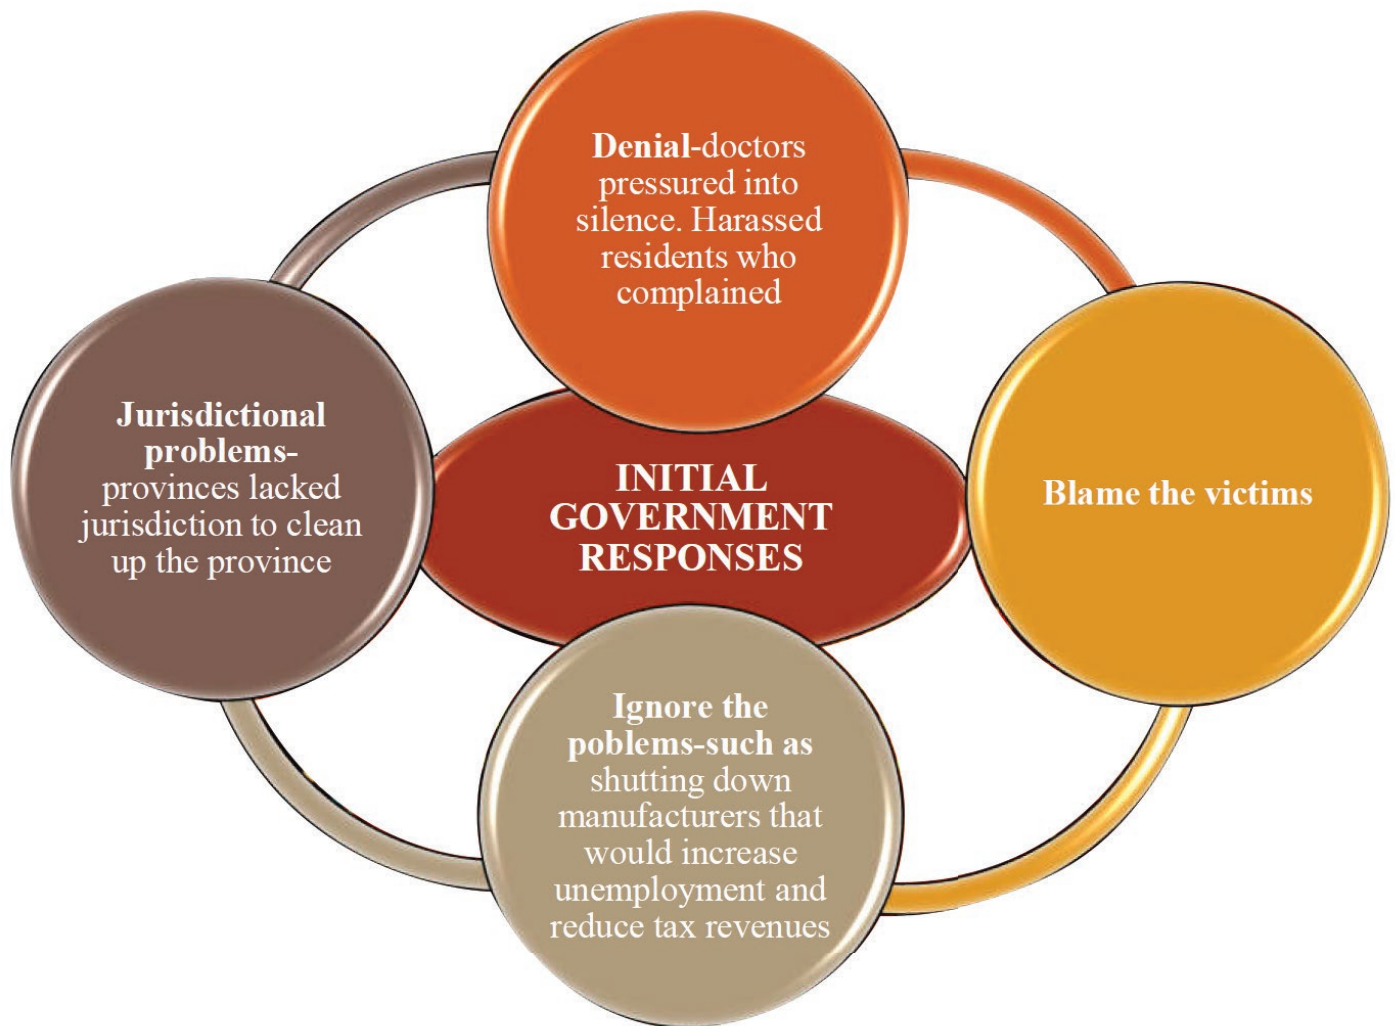 Denial-doctors
pressured into
silence. Harassed
residents who
complained
Jurisdictional
problems-
provinces lacked
jurisdiction to clean
up the province
INITIAL
GOVERNMENT
RESPONSES
Blame the victims
Ignore the
poblems-such as
shutting down
manufacturers that
would increase
unemployment and
reduce tax revenues